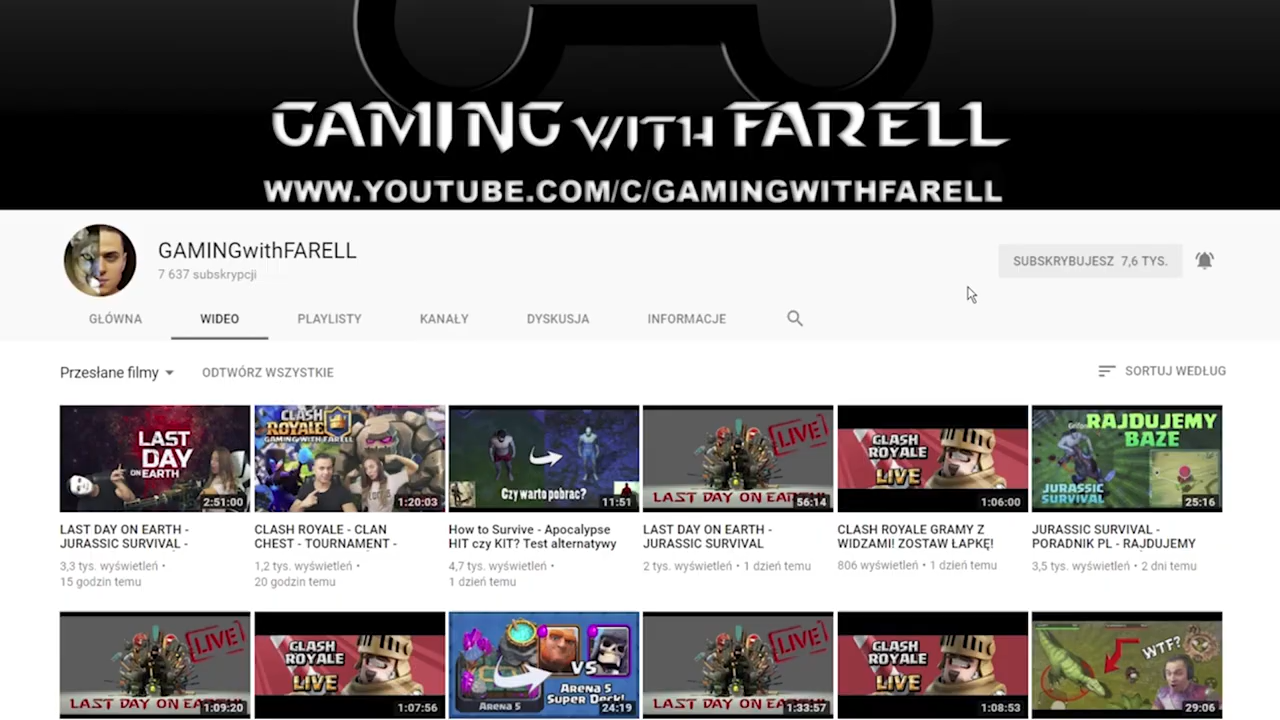 GAMING WITH FARELL
WWW.YOUTUBE.COM/C/GAMINGWITHFARELL
GAMINGwithFARELL
7 637 subskrypcji
SUBSKRYBUJESZ 7,6 TYS.
GŁÓWNA WIDEO PLAYLISTY KANAŁY DYSKUSJA INFORMACJE
Przesłane filmy ODTWÓRZ WSZYSTKIE SORTUJ WEDŁUG
LAST
DAY
ON EARTH
2:51:00
CLASH
ROYALE
GAMING WITH FARELL
1:20:03
Czy warto pobrać?
11:51
LIVE
LAST DAY ON EA
56:14
CLASH
ROYALE
LIVE
1:06:00
RAJDUJEMY
BAZE
JURASSIC
SURVIVAL
25:16
LAST DAY ON EARTH -
JURASSIC SURVIVAL -
3,3 tys. wyświetleń •
15 godzin temu
CLASH ROYALE - CLAN
CHEST - TOURNAMENT -
1,2 tys. wyświetleń •
20 godzin temu
How to Survive - Apocalypse
HIT czy KIT? Test alternatywy
4,7 tys. wyświetleń •
1 dzień temu
LAST DAY ON EARTH -
JURASSIC SURVIVAL
2 tys. wyświetleń • 1 dzień temu
CLASH ROYALE GRAMY Z
WIDZAMI! ZOSTAW ŁAPKĘ!
806 wyświetleń • 1 dzień temu
JURASSIC SURVIVAL -
PORADNIK PL - RAJDUJEMY
3,5 tys. wyświetleń • 2 dni temu
LIVE
LAST DAY ON EA
1:09:20
CLASH
ROYALE
LIVE
1:07:56
VS
Arena 5
Arena 5
Super Deck!
24:19
LIVE
LAST DAY ON
1:33:57
CLASH
ROYALE
LIVE
1:08:53
WTF?
29:06